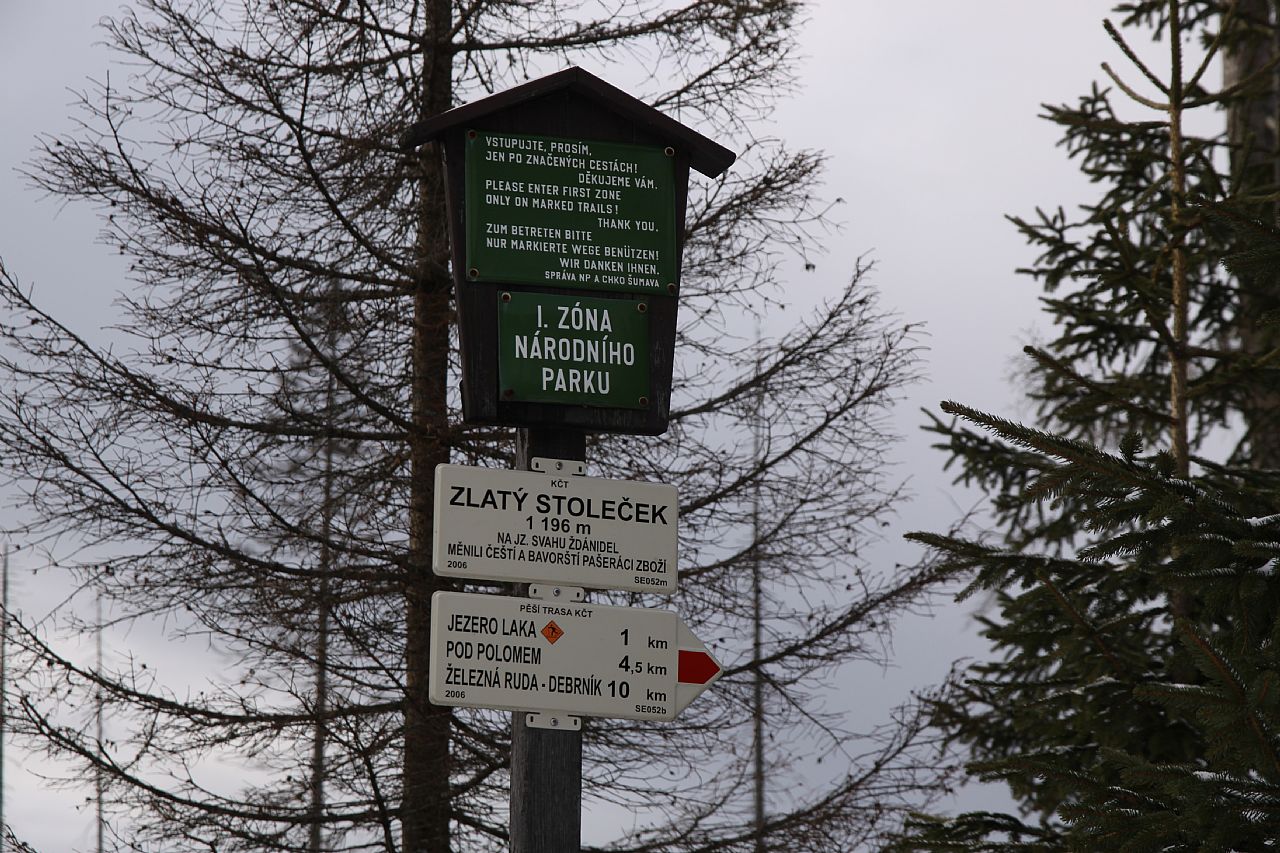 VSTUPUJTE, PROSÍM,
JEN PO ZNAČENÝCH CESTÁCH!
DĚKUJEME VÁM.
PLEASE ENTER FIRST ZONE
ONLY ON MARKED TRAILS!
THANK YOU.
ZUM BETRETEN BITTE
NUR MARKIERTE WEGE BENÜTZEN!
WIR DANKEN IHNEN.
SPRÁVA NP A CHKO ŠUMAVA
I. ZÓNA
NÁRODNÍHO
PARKU
KČT
ZLATÝ STOLEČEK
1 196 m
NA JZ. SVAHU ŽDÁNIDEL
MĚNILI ČEŠTÍ A BAVORŠTÍ PAŠERÁCI ZBOŽÍ
2006 SE052m
PĚŠÍ TRASA KČT
JEZERO LAKA 1 km
POD POLOMEM 4,5 km
ŽELEZNÁ RUDA - DEBRNÍK 10 km
2006 SE052b